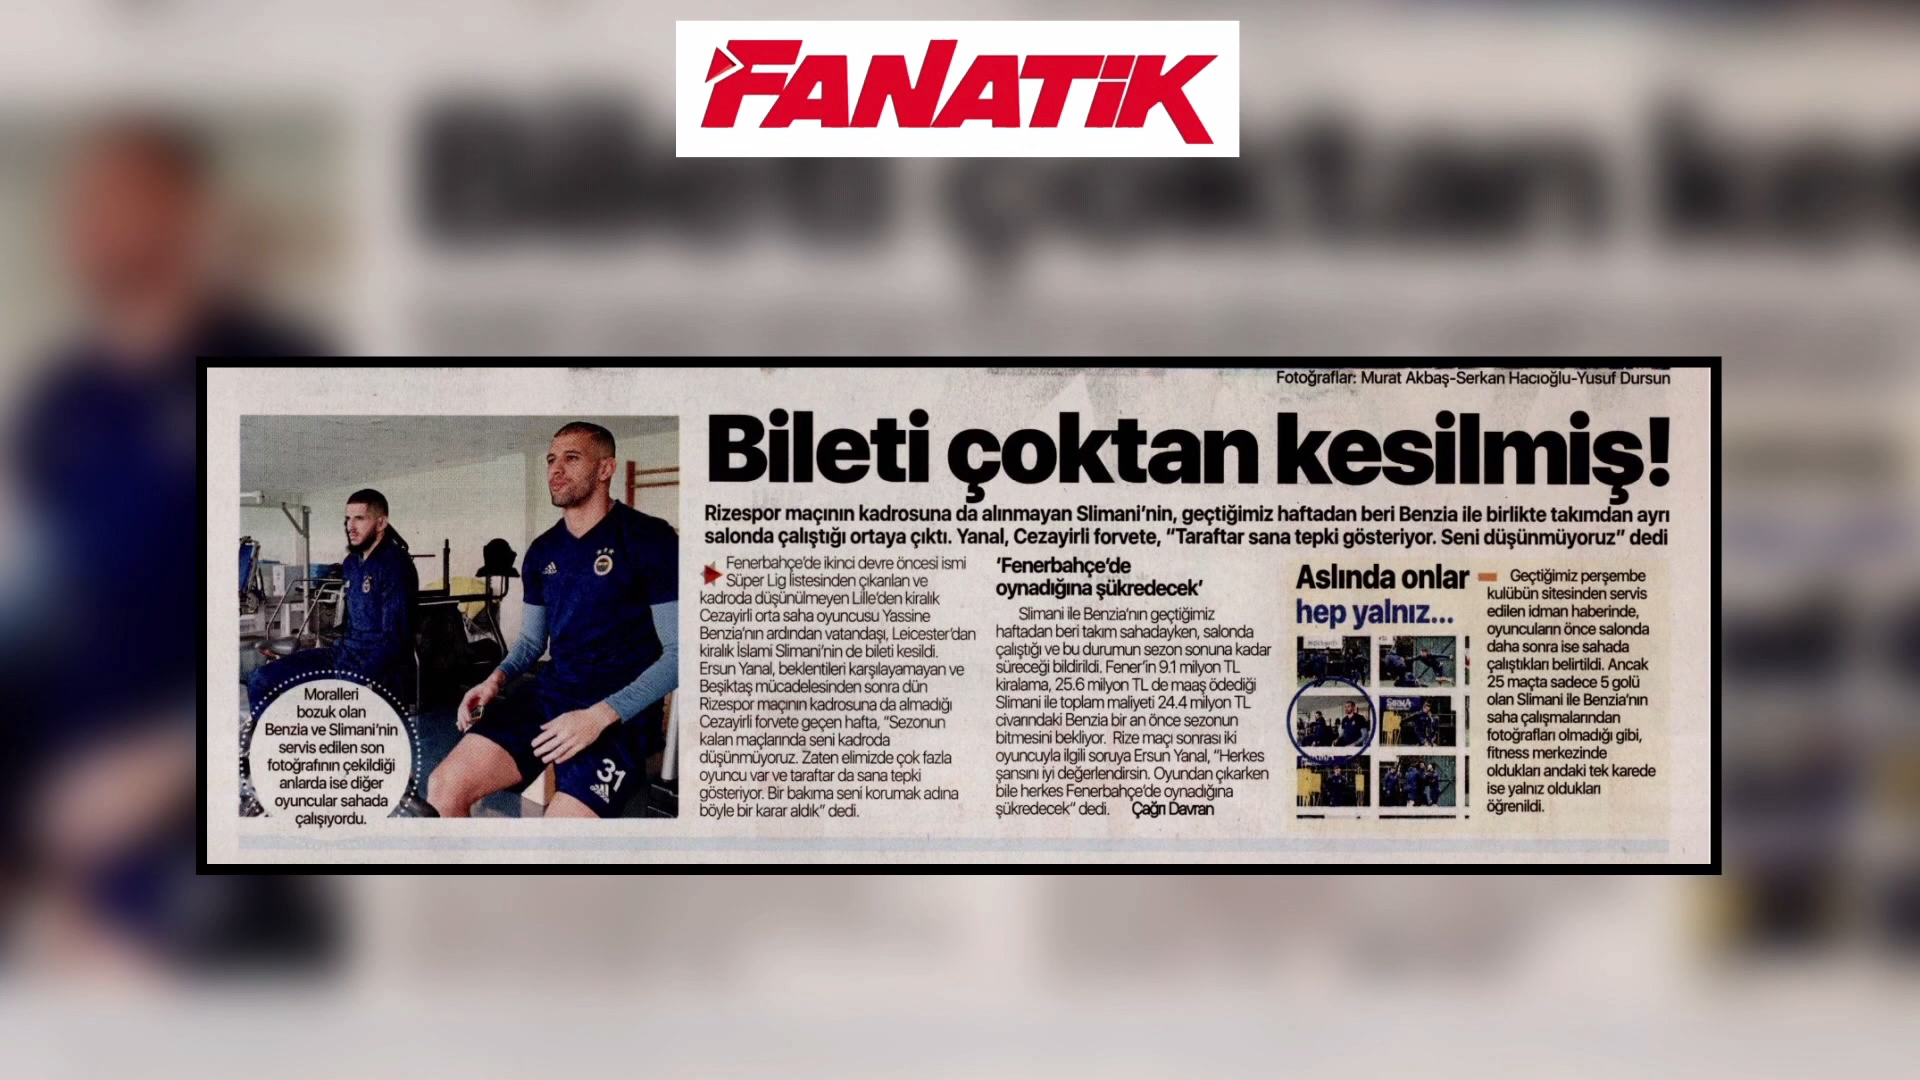 FANATiK
Fotoğraflar: Murat Akbaş-Serkan Hacıoğlu-Yusuf Dursun
Bileti çoktan kesilmiş!
Rizespor maçının kadrosuna da alınmayan Slimani'nin, geçtiğimiz haftadan beri Benzia ile birlikte takımdan ayrı
salonda çalıştığı ortaya çıktı. Yanal, Cezayirli forvete, “Taraftar sana tepki gösteriyor. Seni düşünmüyoruz” dedi
Moralleri
bozuk olan
Benzia ve Slimani'nin
servis edilen son
fotoğrafının çekildiği
anlarda ise diğer
oyuncular sahada
çalışıyordu.
31
Fenerbahçe'de ikinci devre öncesi ismi
Süper Lig listesinden çıkarılan ve
kadroda düşünülmeyen Lille'den kiralık
Cezayirli orta saha oyuncusu Yassine
Benzia'nın ardından vatandaşı, Leicester'dan
kiralık İslami Slimani'nin de bileti kesildi.
Ersun Yanal, beklentileri karşılayamayan ve
Beşiktaş mücadelesinden sonra dün
Rizespor maçının kadrosuna da almadığı
Cezayirli forvete geçen hafta, “Sezonun
kalan maçlarında seni kadroda
düşünmüyoruz. Zaten elimizde çok fazla
oyuncu var ve taraftar da sana tepki
gösteriyor. Bir bakıma seni korumak adına
böyle bir karar aldık” dedi.
‘Fenerbahçe'de
oynadığına şükredecek’
Slimani ile Benzia'nın geçtiğimiz
haftadan beri takım sahadayken, salonda
çalıştığı ve bu durumun sezon sonuna kadar
süreceği bildirildi. Fener'in 9.1 milyon TL
kiralama, 25.6 milyon TL de maaş ödediği
Slimani ile toplam maliyeti 24.4 milyon TL
civarındaki Benzia bir an önce sezonun
bitmesini bekliyor. Rize maçı sonrası iki
oyuncuyla ilgili soruya Ersun Yanal, “Herkes
şansını iyi değerlendirsin. Oyundan çıkarken
bile herkes Fenerbahçe'de oynadığına
şükredecek“ dedi. Çağrı Davran
Aslında onlar
hep yalnız...
Geçtiğimiz perşembe
kulübün sitesinden servis
edilen idman haberinde,
oyuncuların önce salonda
daha sonra ise sahada
çalıştıkları belirtildi. Ancak
25 maçta sadece 5 golü
olan Slimani ile Benzia'nın
saha çalışmalarından
fotoğrafları olmadığı gibi,
fitness merkezinde
oldukları andaki tek karede
ise yalnız oldukları
öğrenildi.